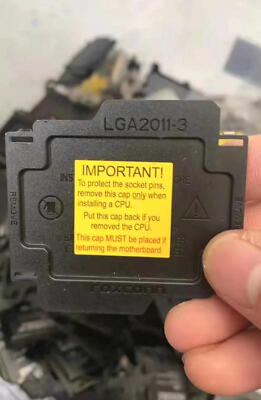 LGA2011-3
IMPORTANT!
To protect the socket pins,
remove this cap only when
installing a CPU.
Put this cap back if you
removed the CPU.
This cap MUST be placed if
returning the motherboard
REMOVE
FOXCONN